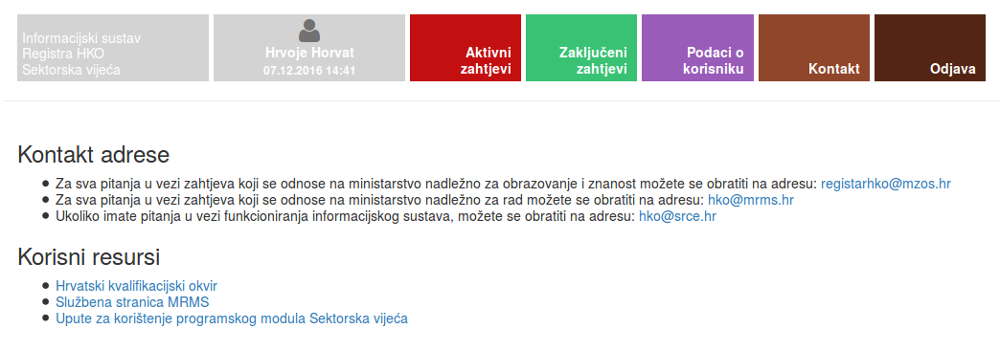 Informacijski sustav
Registra HKO
Sektorska vijeća
Hrvoje Horvat
07.12.2016 14:41
Aktivni
zahtjevi
Zaključeni
zahtjevi
Podaci o
korisniku
Kontakt
Odjava
Kontakt adrese
Za sva pitanja u vezi zahtjeva koji se odnose na ministarstvo nadležno za obrazovanje i znanost možete se obratiti na adresu: registarhko@mzos.hr
Za sva pitanja u vezi zahtjeva koji se odnose na ministarstvo nadležno za rad možete se obratiti na adresu: hko@mrms.hr
Ukoliko imate pitanja u vezi funkcioniranja informacijskog sustava, možete se obratiti na adresu: hko@srce.hr
Korisni resursi
Hrvatski kvalifikacijski okvir
Službena stranica MRMS
Upute za korištenje programskog modula Sektorska vijeća